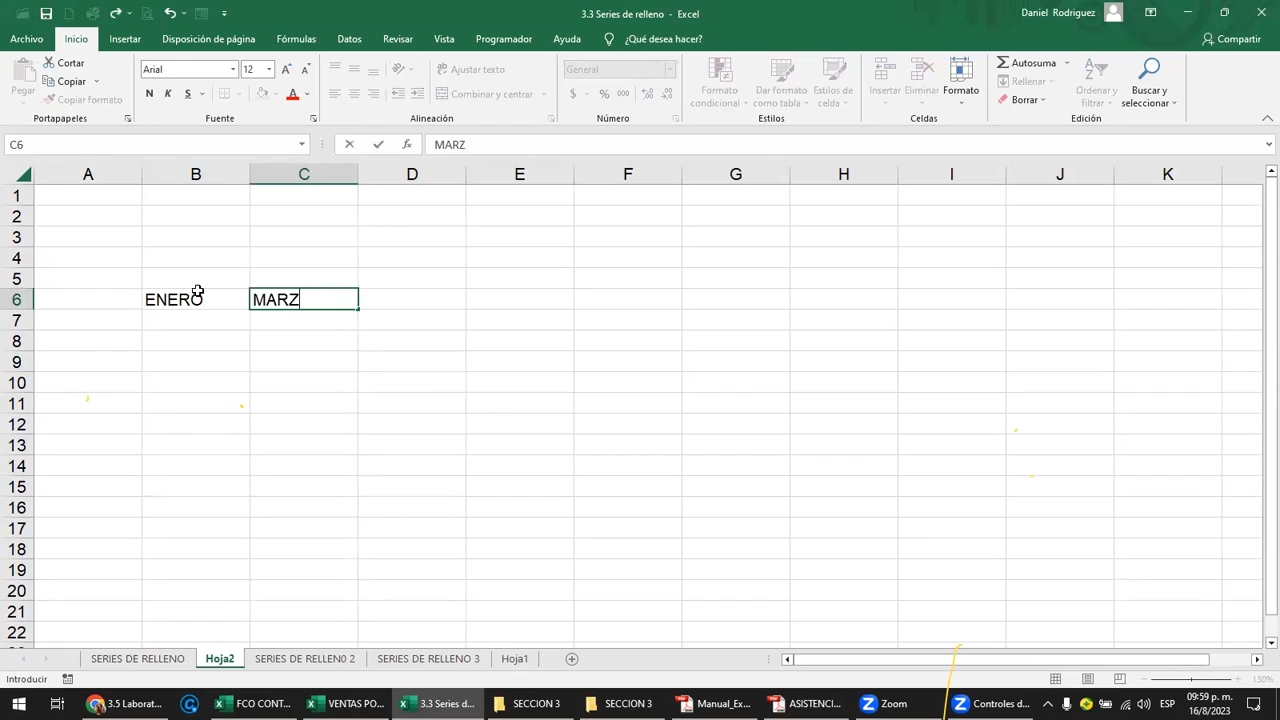 3.3 Series de relleno - Excel
Daniel Rodriguez
Archivo Inicio Insertar Disposición de página Fórmulas Datos Revisar Vista Programador Ayuda ¿Qué desea hacer? Compartir
Pegar
Cortar
Copiar
Copiar formato
Portapapeles
Arial 12
N K S
Fuente
Ajustar texto
Combinar y centrar
Alineación
General
$ % 000
Número
Formato condicional
Dar formato como tabla
Estilos de celda
Estilos
Insertar Eliminar Formato
Celdas
Autosuma
Rellenar
Borrar
Ordenar y filtrar
Buscar y seleccionar
Edición
C6 fx MARZ
A B C D E F G H I J K
1
2
3
4
5
6 ENERO MARZ
7
8
9
10
11
12
13
14
15
16
17
18
19
20
21
22
SERIES DE RELLENO Hoja2 SERIES DE RELLEN0 2 SERIES DE RELLENO 3 Hoja1
Introducir 130%
3.5 Laborat... FCO CONT... VENTAS PO... 3.3 Series d... SECCION 3 SECCION 3 Manual_Ex... ASISTENCI... Zoom Controles d... ESP 09:59 p. m.
16/8/2023